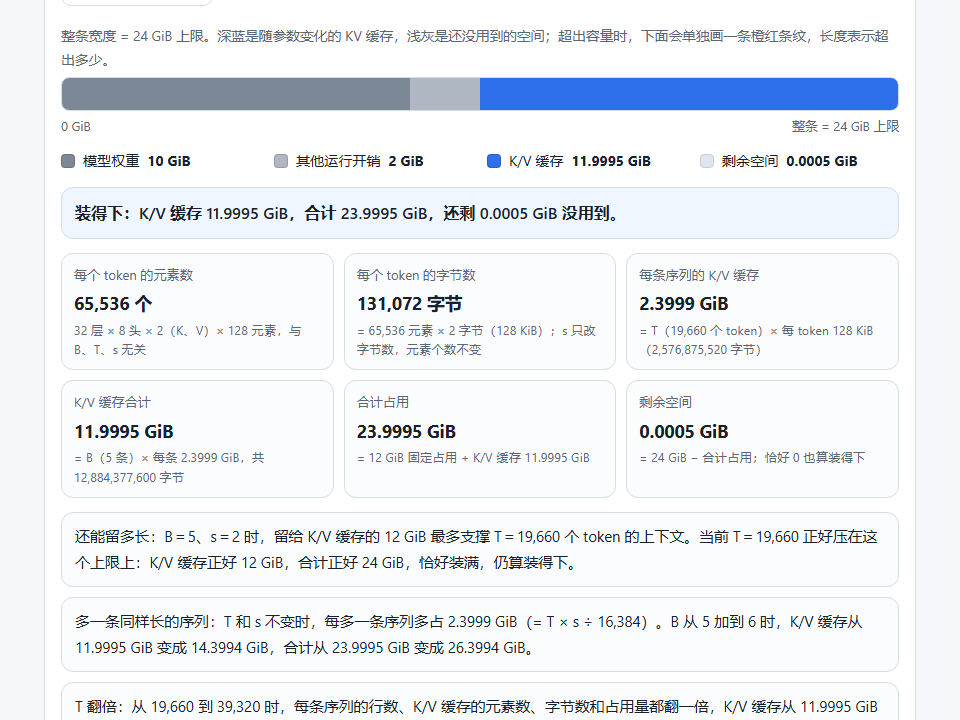 整条宽度 = 24 GiB 上限。深蓝是随参数变化的 KV 缓存，浅灰是还没用到的空间；超出容量时，下面会单独画一条橙红条纹，长度表示超
出多少。
0 GiB
整条 = 24 GiB 上限
模型权重 10 GiB
其他运行开销 2 GiB
K/V 缓存 11.9995 GiB
剩余空间 0.0005 GiB
装得下：K/V 缓存 11.9995 GiB，合计 23.9995 GiB，还剩 0.0005 GiB 没用到。
每个 token 的元素数
65,536 个
32 层 × 8 头 × 2（K、V）× 128 元素，与
B、T、s 无关
每个 token 的字节数
131,072 字节
= 65,536 元素 × 2 字节（128 KiB）；s 只改
字节数，元素个数不变
每条序列的 K/V 缓存
2.3999 GiB
= T（19,660 个 token）× 每 token 128 KiB
（2,576,875,520 字节）
K/V 缓存合计
11.9995 GiB
= B（5 条）× 每条 2.3999 GiB，共
12,884,377,600 字节
合计占用
23.9995 GiB
= 12 GiB 固定占用 + K/V 缓存 11.9995 GiB
剩余空间
0.0005 GiB
= 24 GiB − 合计占用；恰好 0 也算装得下
还能留多长：B = 5、s = 2 时，留给 K/V 缓存的 12 GiB 最多支撑 T = 19,660 个 token 的上下文。当前 T = 19,660 正好压在这
个上限上：K/V 缓存正好 12 GiB，合计正好 24 GiB，恰好装满，仍算装得下。
多一条同样长的序列：T 和 s 不变时，每多一条序列多占 2.3999 GiB（= T × s ÷ 16,384）。B 从 5 加到 6 时，K/V 缓存从
11.9995 GiB 变成 14.3994 GiB，合计从 23.9995 GiB 变成 26.3994 GiB。
T 翻倍：从 19,660 到 39,320 时，每条序列的行数、K/V 缓存的元素数、字节数和占用量都翻一倍，K/V 缓存从 11.9995 GiB